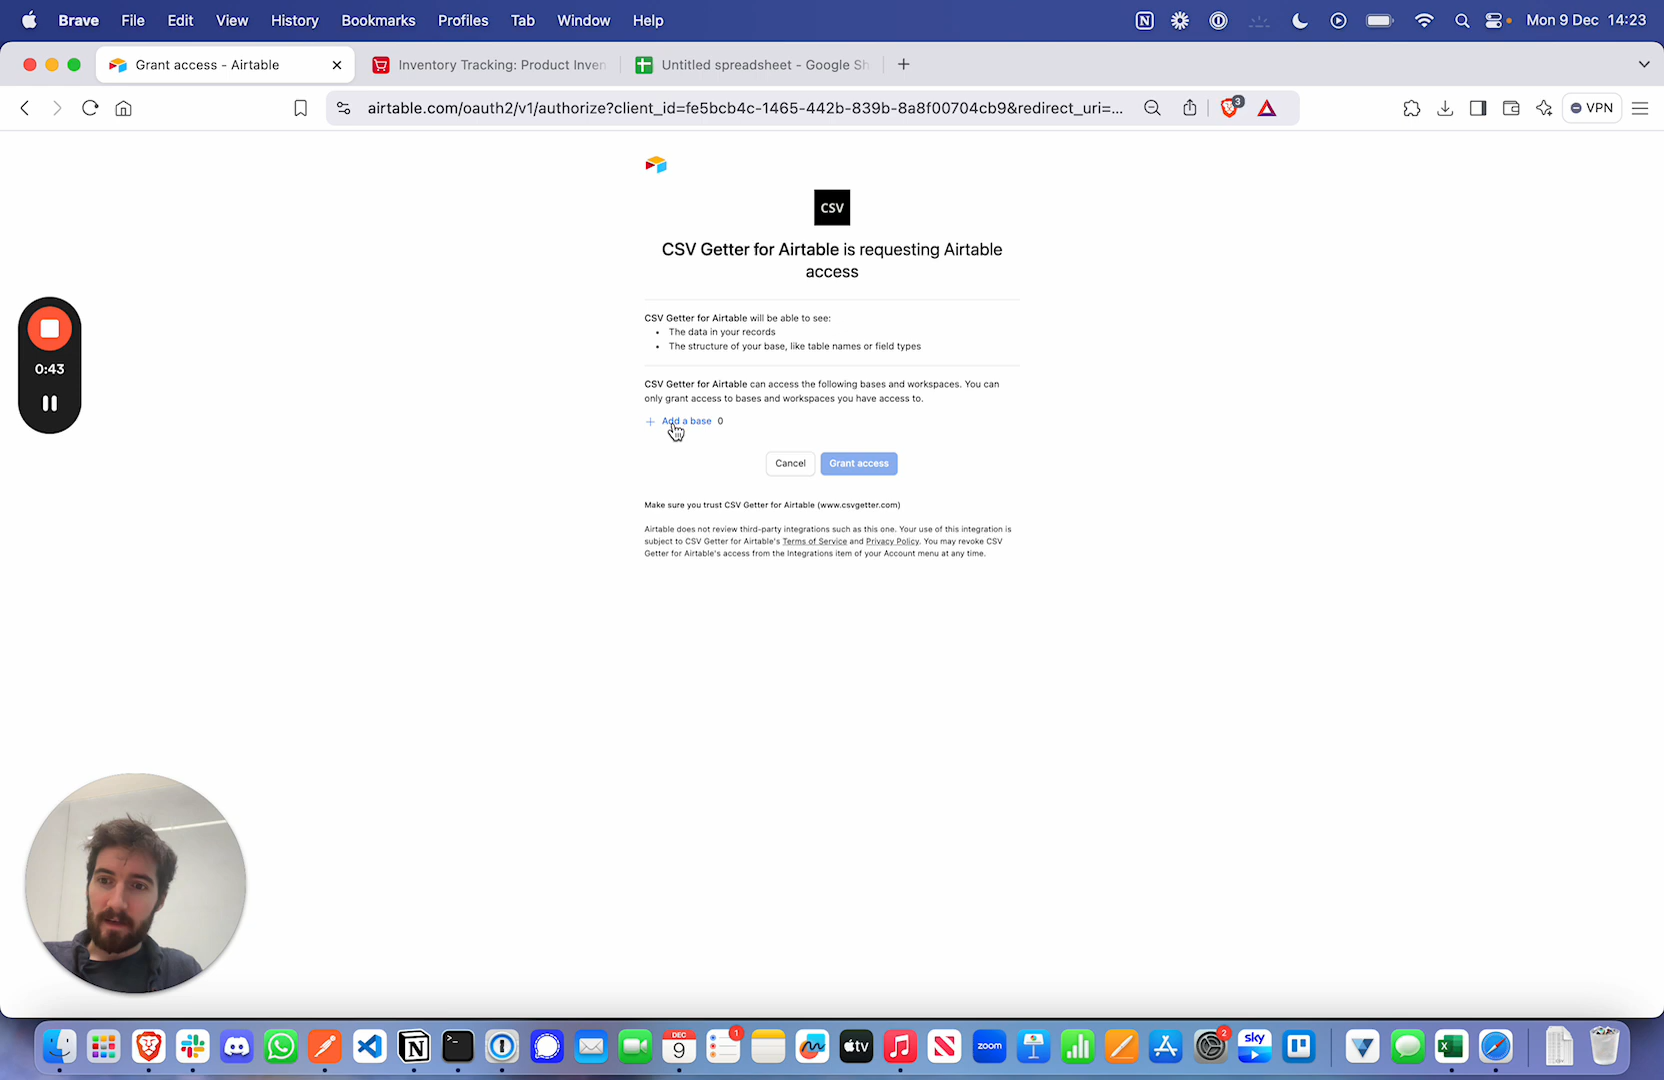 Brave File Edit View History Bookmarks Profiles Tab Window Help
Mon 9 Dec 14:23
Grant access - Airtable
Inventory Tracking: Product Inven
Untitled spreadsheet - Google Sh
airtable.com/oauth2/v1/authorize?client_id=fe5bcb4c-1465-442b-839b-8a8f00704cb9&redirect_uri=...
3
VPN
CSV
CSV Getter for Airtable is requesting Airtable
access
CSV Getter for Airtable will be able to see:
• The data in your records
• The structure of your base, like table names or field types
CSV Getter for Airtable can access the following bases and workspaces. You can
only grant access to bases and workspaces you have access to.
+ Add a base 0
Cancel Grant access
Make sure you trust CSV Getter for Airtable (www.csvgetter.com)
Airtable does not review third-party integrations such as this one. Your use of this integration is
subject to CSV Getter for Airtable's Terms of Service and Privacy Policy. You may revoke CSV
Getter for Airtable's access from the Integrations item of your Account menu at any time.
0:43
DEC
9
1
tv
zoom
2
sky